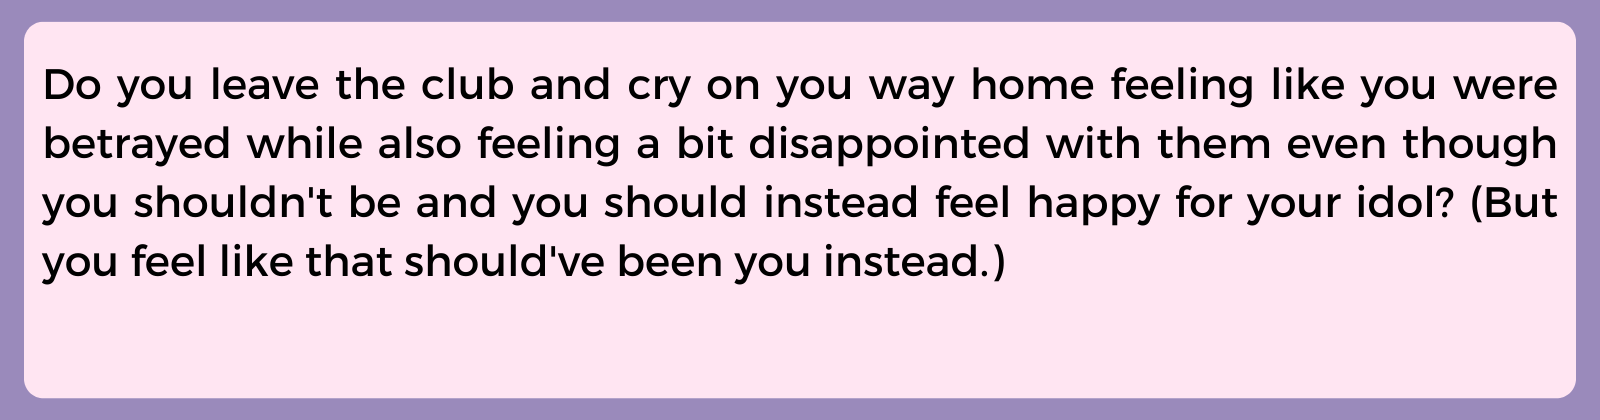 Do you leave the club and cry on you way home feeling like you were
betrayed while also feeling a bit disappointed with them even though
you shouldn't be and you should instead feel happy for your idol? (But
you feel like that should've been you instead.)